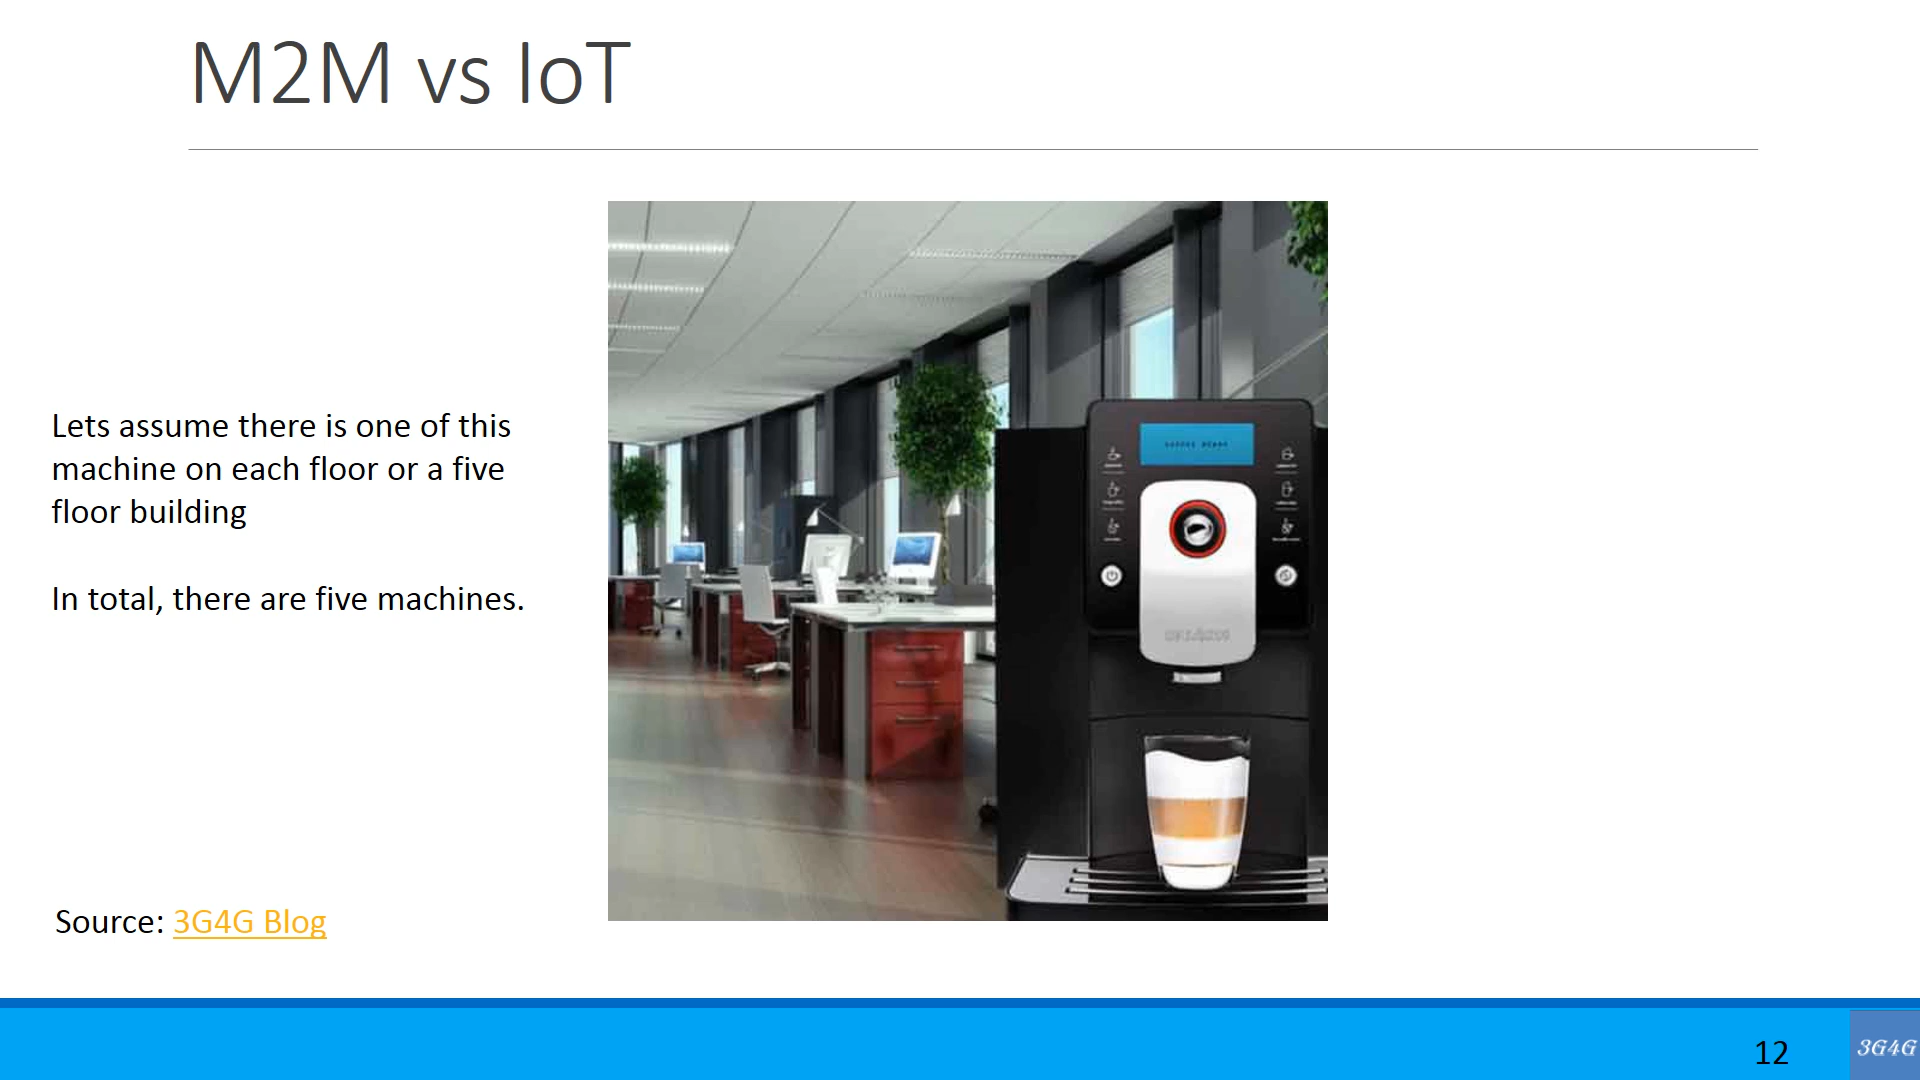 M2M vs IoT
Lets assume there is one of this
machine on each floor or a five
floor building
In total, there are five machines.
Source: 3G4G Blog
12
3G4G